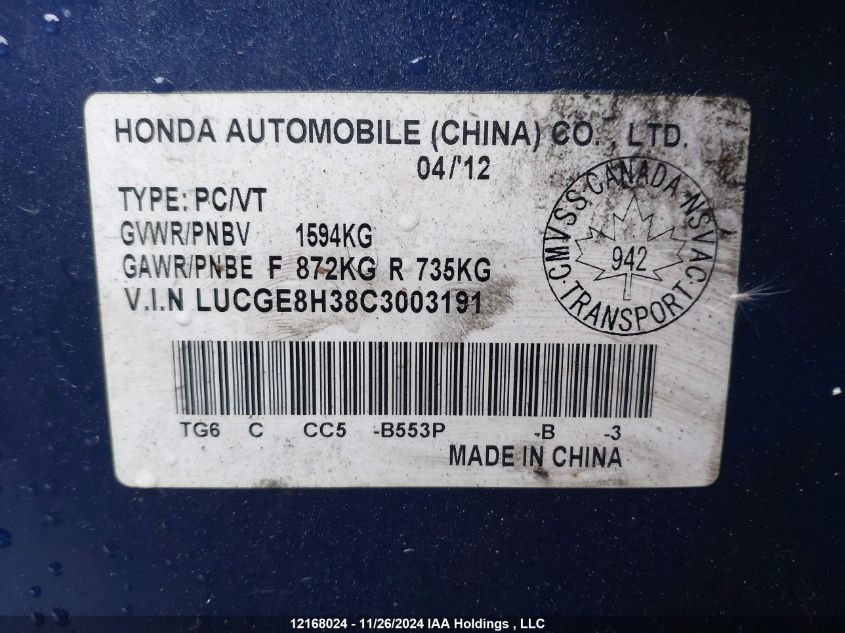 HONDA AUTOMOBILE (CHINA) CO., LTD.
04/'12
TYPE: PC/VT
GVWR/PNBV 1594KG
GAWR/PNBE F 872KG R 735KG
V.I.N LUCGE8H38C3003191
CMVSS·CANADA·NSVAC·TRANSPORT·
942
TG6 C CC5 -B553P -B -3
MADE IN CHINA
12168024 - 11/26/2024 IAA Holdings , LLC